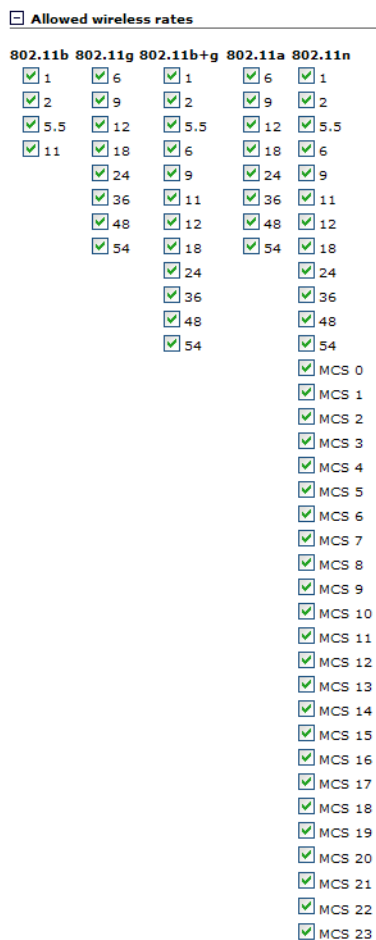 Allowed wireless rates
802.11b 802.11g 802.11b+g 802.11a 802.11n
1 6 1 6 1
2 9 2 9 2
5.5 12 5.5 12 5.5
11 18 6 18 6
24 9 24 9
36 11 36 11
48 12 48 12
54 18 54 18
24 24
36 36
48 48
54 54
MCS 0
MCS 1
MCS 2
MCS 3
MCS 4
MCS 5
MCS 6
MCS 7
MCS 8
MCS 9
MCS 10
MCS 11
MCS 12
MCS 13
MCS 14
MCS 15
MCS 16
MCS 17
MCS 18
MCS 19
MCS 20
MCS 21
MCS 22
MCS 23